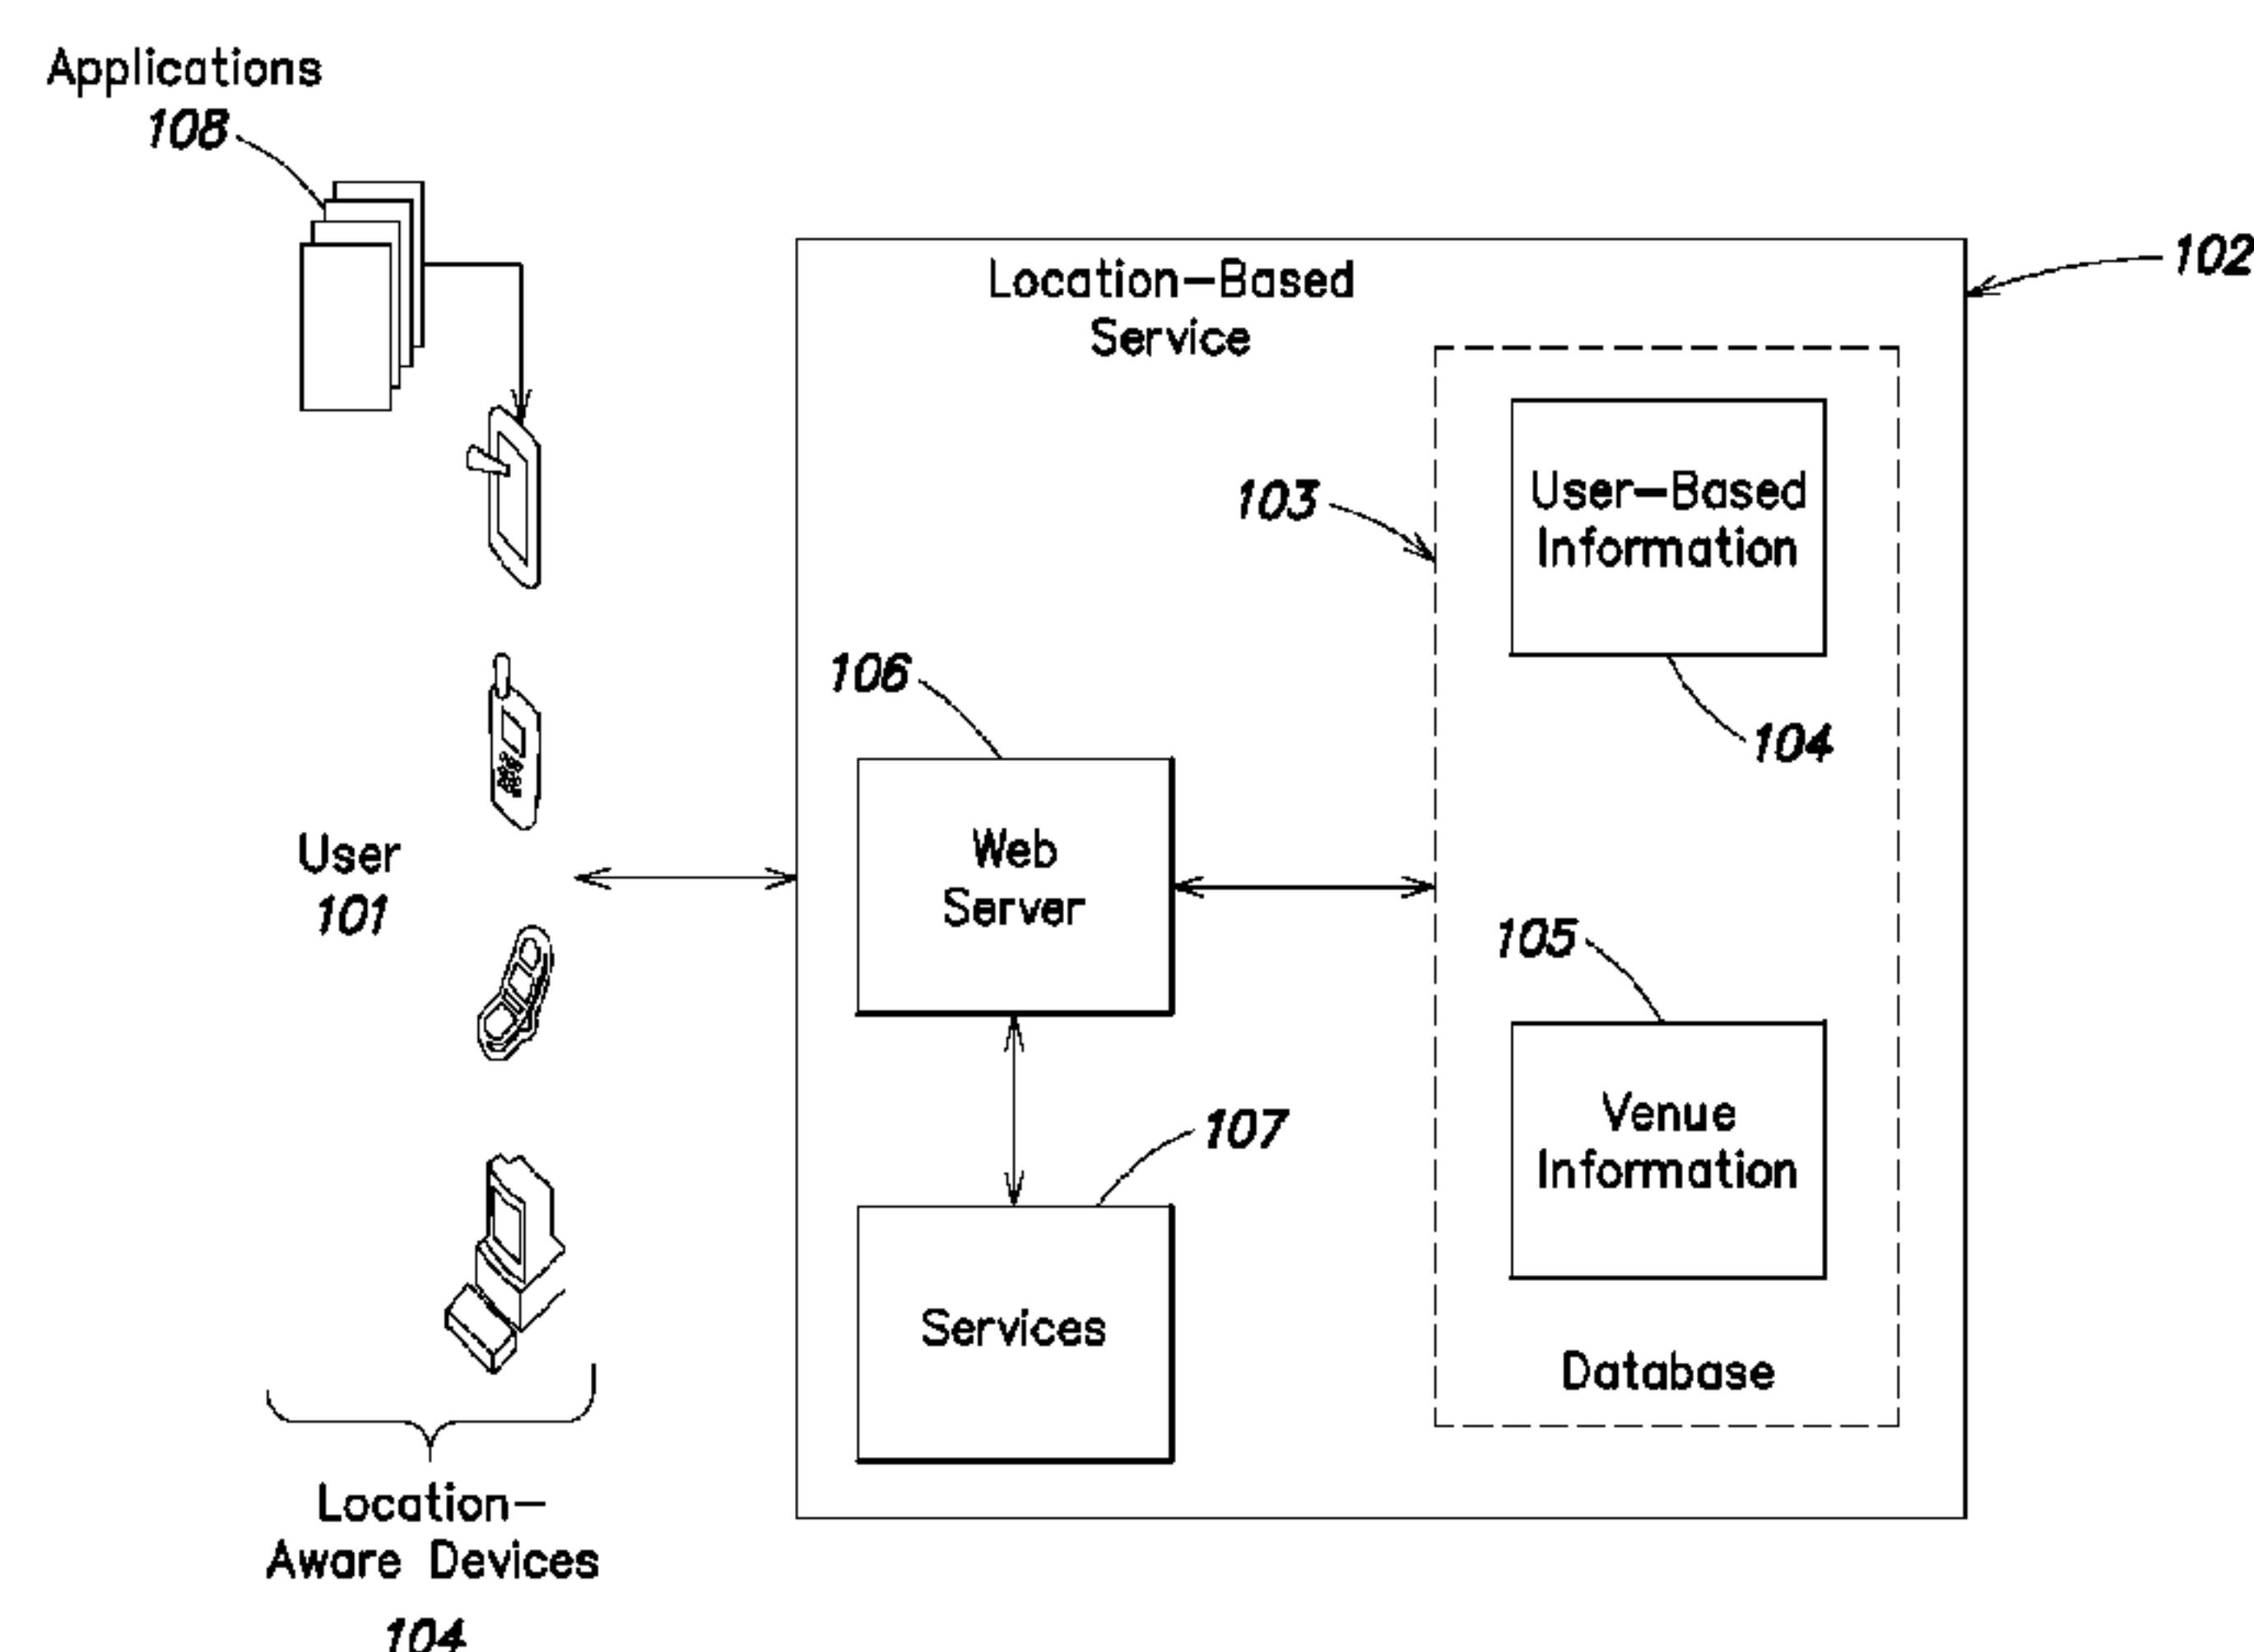 Applications
108
Location-Based
Service
102
103
User-Based
Information
104
106
Web
Server
User
101
105
Venue
Information
107
Services
Database
Location-
Aware Devices
104